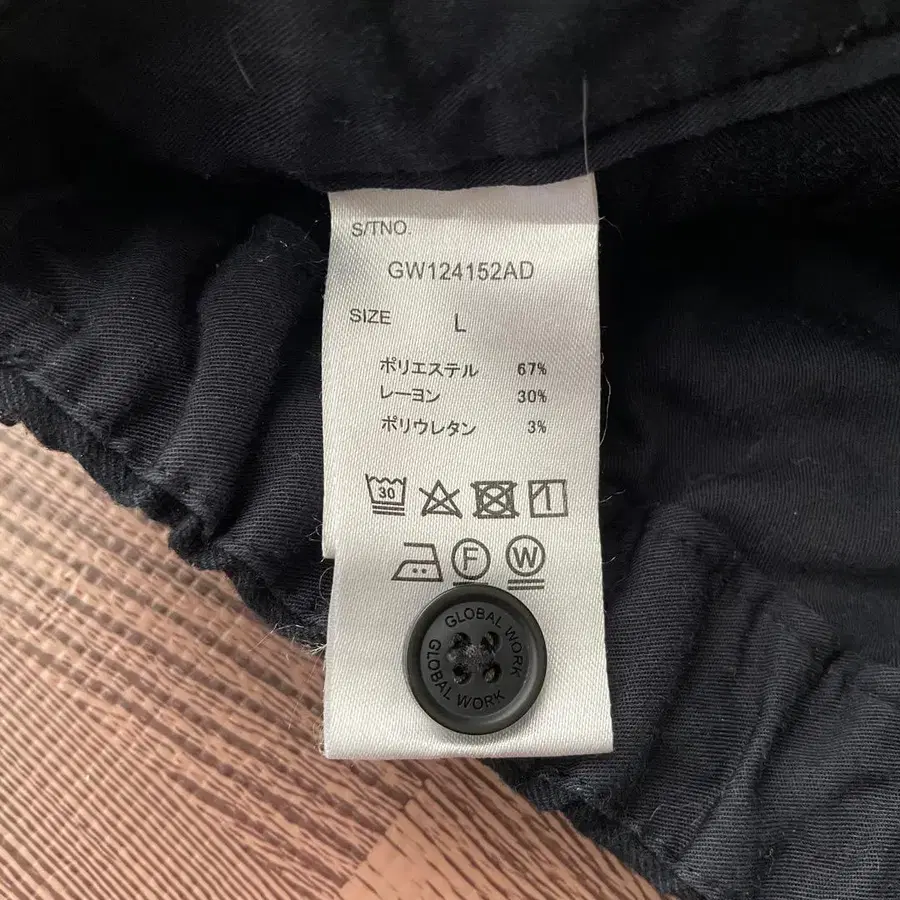 S/TNO.
GW124152AD
SIZE L
ポリエステル 67%
レーヨン 30%
ポリウレタン 3%
30
F W
GLOBAL WORK
GLOBAL WORK